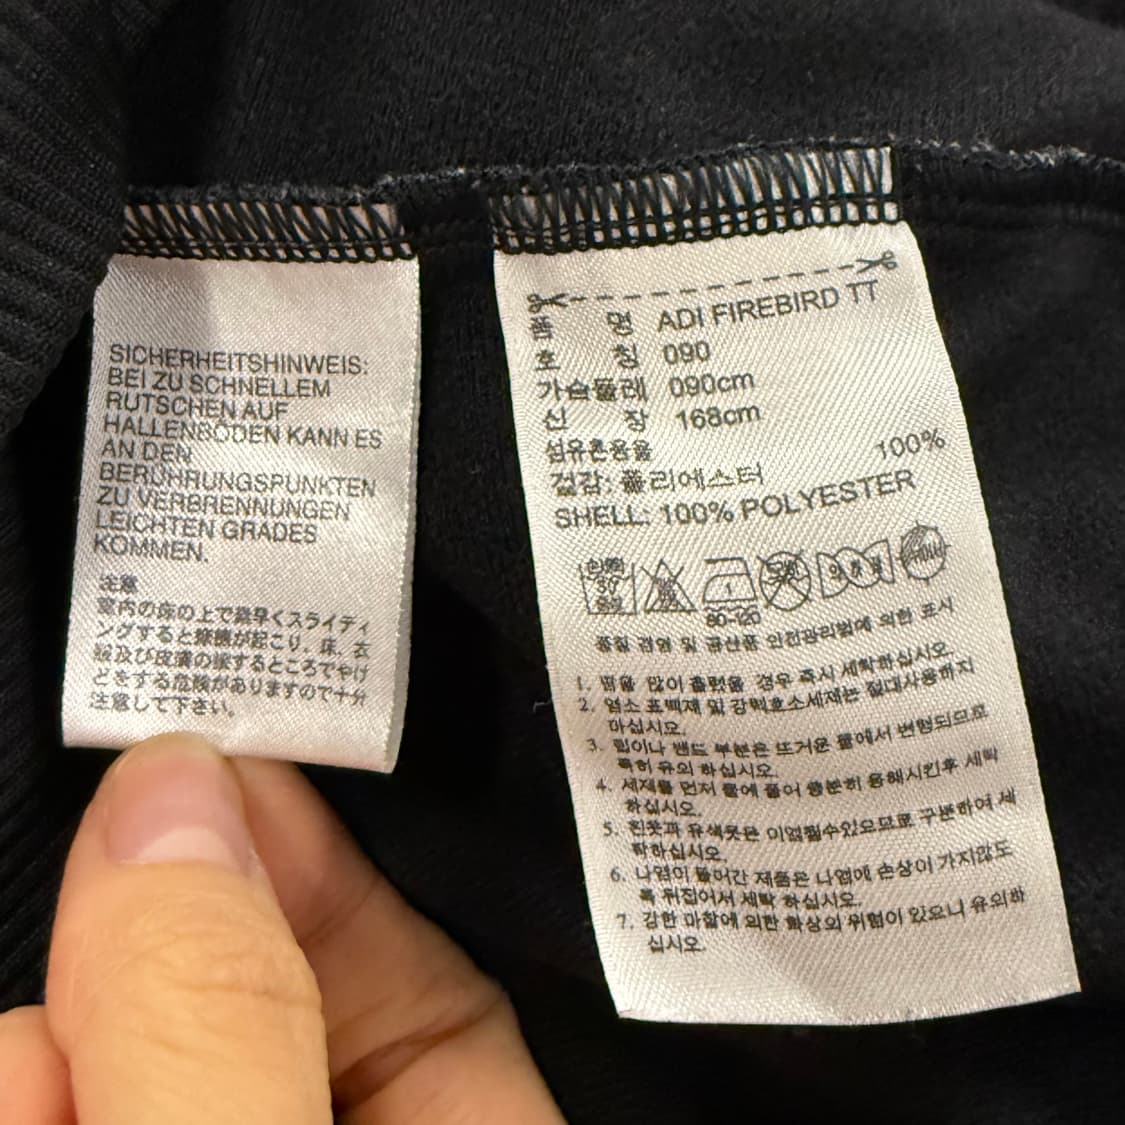 SICHERHEITSHINWEIS:
BEI ZU SCHNELLEM
RUTSCHEN AUF
HALLENBÖDEN KANN ES
AN DEN
BERÜHRUNGSPUNKTEN
ZU VERBRENNUNGEN
LEICHTEN GRADES
KOMMEN.
注意
室内の床の上で最早くスライディ
ングすると摩擦が起こり、床、衣
服及び皮膚の接するところでやけ
どをする危険がありますので十分
注意して下さい。
품 명 ADI FIREBIRD TT
호 칭 090
가슴둘레 090cm
신 장 168cm
섬유혼용율
100%
겉감: 폴리에스터
SHELL: 100% POLYESTER
손세탁 30 중성
80-120
품질 경영 및 공산품 안전관리법에 의한 표시
1. 땀을 많이 흘렸을 경우 즉시 세탁하십시오.
2. 염소 표백제 및 강력효소세제는 절대사용하지
마십시오.
3. 립이나 밴드 부분은 뜨거운 물에서 변형되므로
특히 유의 하십시오.
4. 세제를 먼저 물에 풀어 충분히 용해시킨후 세탁
하십시오.
5. 흰옷과 유색옷은 이염될수있으므로 구분하여 세
탁하십시오.
6. 나염이 들어간 제품은 나염에 손상이 가지않도
록 뒤집어서 세탁 하십시오.
7. 강한 마찰에 의한 화상의 위험이 있으니 유의하
십시오.